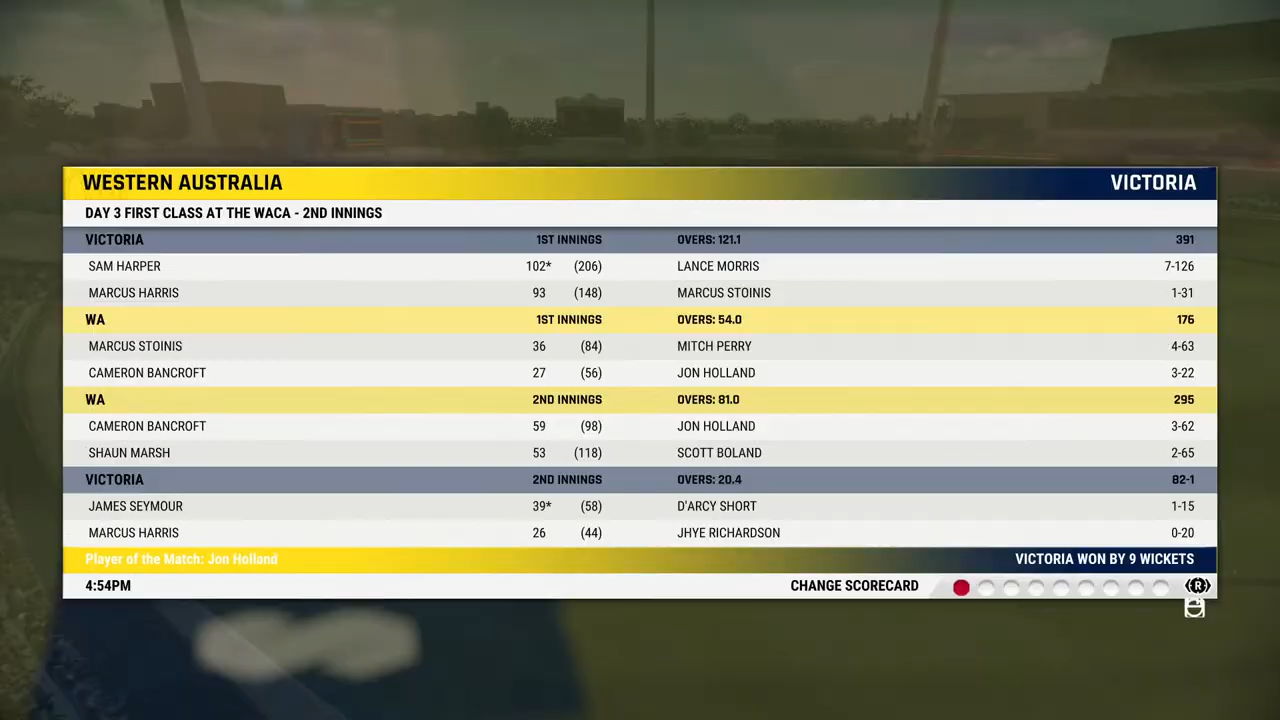 WESTERN AUSTRALIA VICTORIA
DAY 3 FIRST CLASS AT THE WACA - 2ND INNINGS
VICTORIA 1ST INNINGS OVERS: 121.1 391
SAM HARPER 102* (206) LANCE MORRIS 7-126
MARCUS HARRIS 93 (148) MARCUS STOINIS 1-31
WA 1ST INNINGS OVERS: 54.0 176
MARCUS STOINIS 36 (84) MITCH PERRY 4-63
CAMERON BANCROFT 27 (56) JON HOLLAND 3-22
WA 2ND INNINGS OVERS: 81.0 295
CAMERON BANCROFT 59 (98) JON HOLLAND 3-62
SHAUN MARSH 53 (118) SCOTT BOLAND 2-65
VICTORIA 2ND INNINGS OVERS: 20.4 82-1
JAMES SEYMOUR 39* (58) D'ARCY SHORT 1-15
MARCUS HARRIS 26 (44) JHYE RICHARDSON 0-20
Player of the Match: Jon Holland VICTORIA WON BY 9 WICKETS
4:54PM CHANGE SCORECARD R